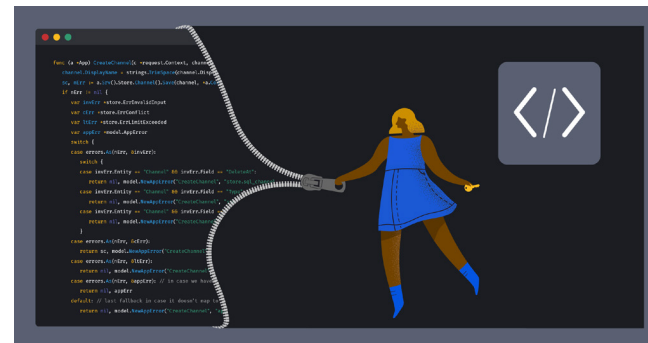 func (a *App) CreateChannel(c *request.Context, channe
channel.DisplayName = strings.TrimSpace(channel.Disp
sc, nErr := a.Srv().Store.Channel().Save(channel, *a.C
if nErr != nil {
var invErr *store.ErrInvalidInput
var cErr *store.ErrConflict
var ltErr *store.ErrLimitExceeded
var appErr *model.AppError
switch {
case errors.As(nErr, &invErr):
switch {
case invErr.Entity == "Channel" && invErr.Field == "DeleteAt":
return nil, model.NewAppError("CreateChannel", "store.sql_channel
case invErr.Entity == "Channel" && invErr.Field == "Type
return nil, model.NewAppError("CreateChannel",
case invErr.Entity == "Channel" && invErr.Field =
return nil, model.NewAppError("CreateChannel",
}
case errors.As(nErr, &cErr):
return sc, model.NewAppError("CreateChannel
case errors.As(nErr, &ltErr):
return nil, model.NewAppError("CreateChannel
case errors.As(nErr, &appErr): // in case we have
return nil, appErr
default: // last fallback in case it doesn't map to
return nil, model.NewAppError("CreateChannel", "ap
</>